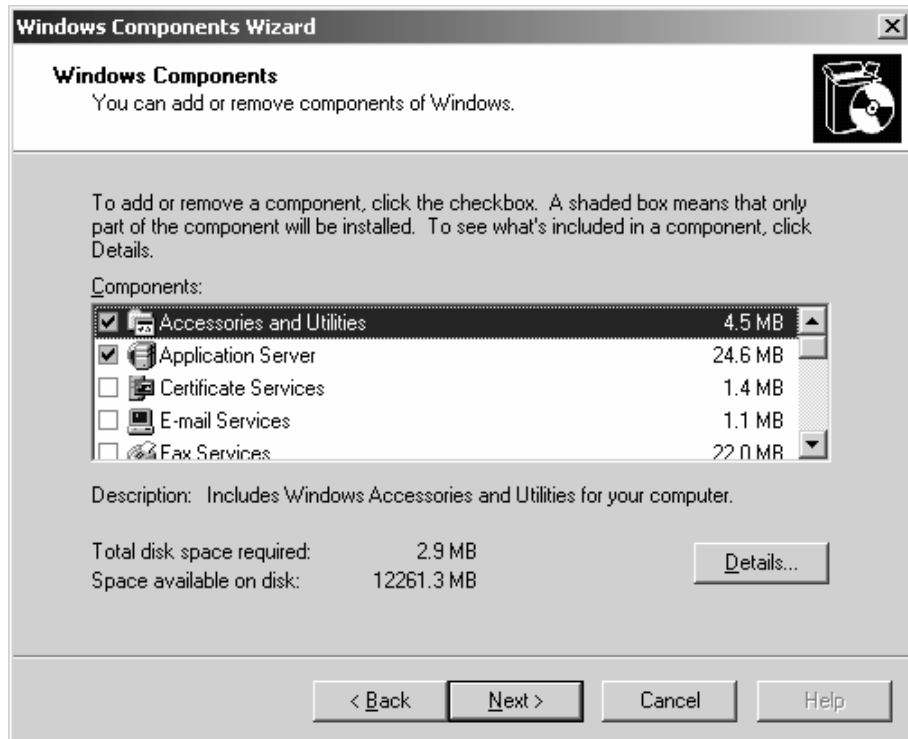 Windows Components Wizard
Windows Components
You can add or remove components of Windows.
To add or remove a component, click the checkbox. A shaded box means that only
part of the component will be installed. To see what's included in a component, click
Details.
Components:
Accessories and Utilities 4.5 MB
Application Server 24.6 MB
Certificate Services 1.4 MB
E-mail Services 1.1 MB
Fax Services 22.0 MB
Description: Includes Windows Accessories and Utilities for your computer.
Total disk space required: 2.9 MB
Space available on disk: 12261.3 MB
Details...
< Back Next > Cancel Help